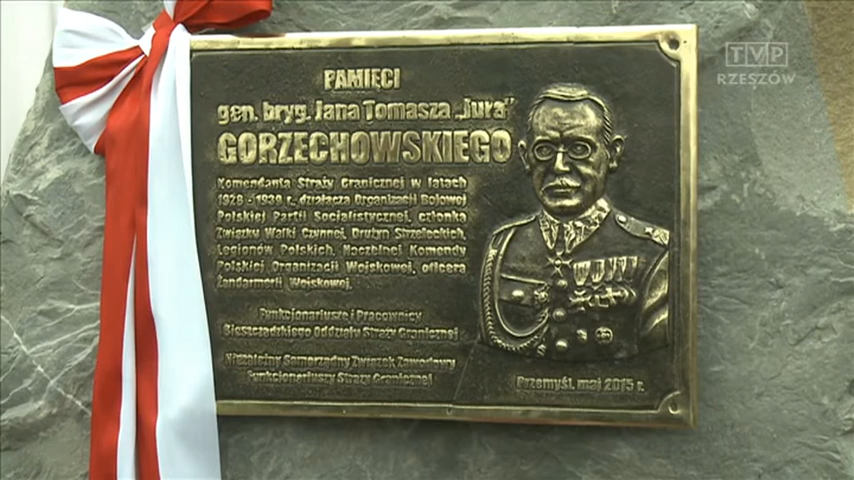 TVP
RZESZÓW
PAMIĘCI
gen. bryg. Jana Tomasza „Jura"
GORZECHOWSKIEGO
Komendanta Straży Granicznej w latach
1928 - 1939 r., działacza Organizacji Bojowej
Polskiej Partii Socjalistycznej, członka
Związku Walki Czynnej, Drużyn Strzeleckich,
Legionów Polskich, Naczelnej Komendy
Polskiej Organizacji Wojskowej, oficera
Żandarmerii Wojskowej.
Funkcjonariusze i Pracownicy
Bieszczadzkiego Oddziału Straży Granicznej
Niezależny Samorządny Związek Zawodowy
Funkcjonariuszy Straży Granicznej
Przemyśl, maj 2015 r.